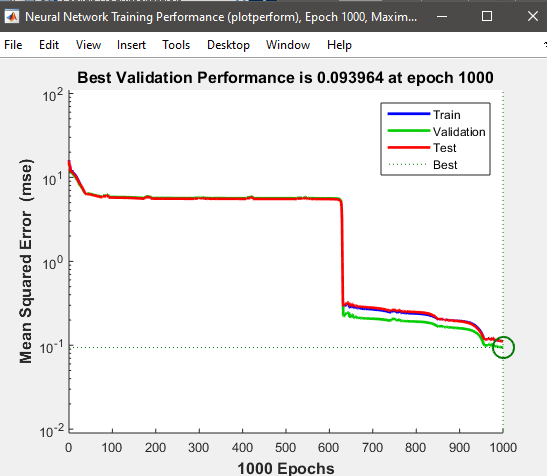 Neural Network Training Performance (plotperform), Epoch 1000, Maxim...
File Edit View Insert Tools Desktop Window Help
Best Validation Performance is 0.093964 at epoch 1000
Mean Squared Error (mse)
10^2
10^1
10^0
10^-1
10^-2
Train
Validation
Test
Best
0 100 200 300 400 500 600 700 800 900 1000
1000 Epochs